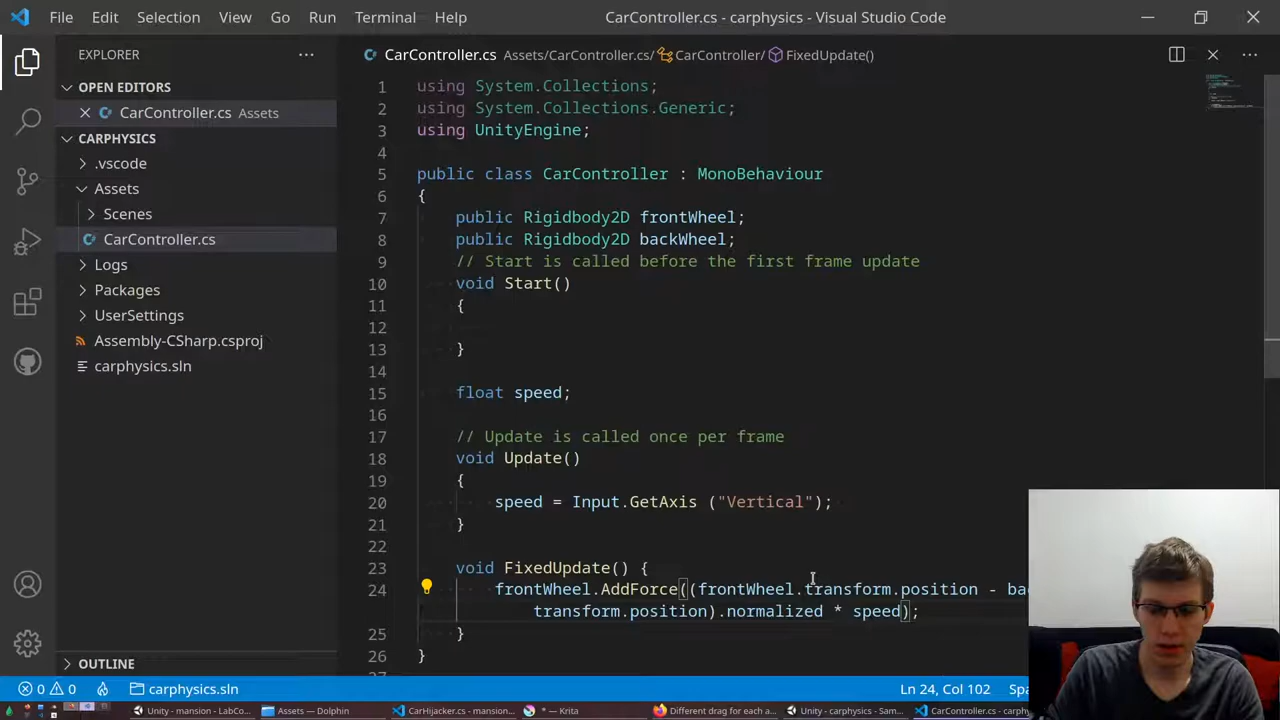 File Edit Selection View Go Run Terminal Help
CarController.cs - carphysics - Visual Studio Code
EXPLORER
OPEN EDITORS
CarController.cs Assets
CARPHYSICS
.vscode
Assets
Scenes
CarController.cs
Logs
Packages
UserSettings
Assembly-CSharp.csproj
carphysics.sln
OUTLINE
CarController.cs Assets/CarController.cs/ CarController/ FixedUpdate()
1 using System.Collections;
2 using System.Collections.Generic;
3 using UnityEngine;
4
5 public class CarController : MonoBehaviour
6 {
7 public Rigidbody2D frontWheel;
8 public Rigidbody2D backWheel;
9 // Start is called before the first frame update
10 void Start()
11 {
12
13 }
14
15 float speed;
16
17 // Update is called once per frame
18 void Update()
19 {
20 speed = Input.GetAxis ("Vertical");
21 }
22
23 void FixedUpdate() {
24 frontWheel.AddForce((frontWheel.transform.position - bac
transform.position).normalized * speed);
25 }
26 }
27
0 0 carphysics.sln Ln 24, Col 102 Spa
Unity - mansion - LabCo... Assets — Dolphin CarHijacker.cs - mansion... * — Krita Different drag for each a... Unity - carphysics - Sam... CarController.cs - carphy...